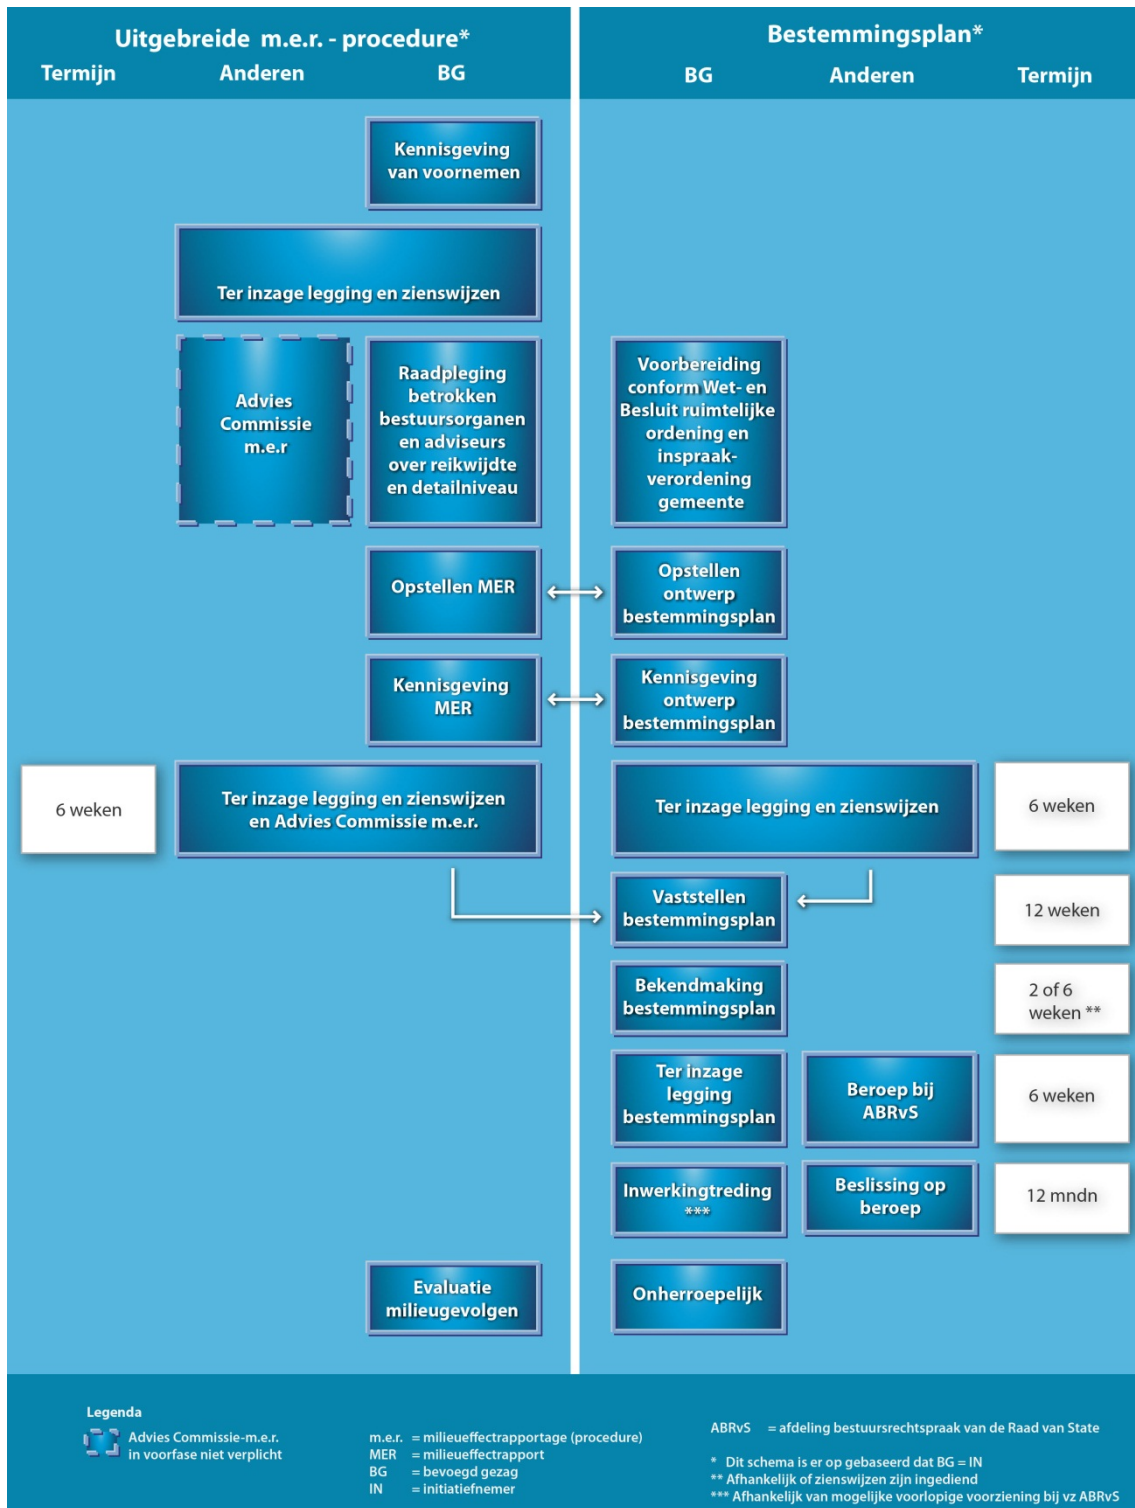 Uitgebreide m.e.r. - procedure*
Termijn Anderen BG
Bestemmingsplan*
BG Anderen Termijn
Kennisgeving
van voornemen
Ter inzage legging en zienswijzen
Advies
Commissie
m.e.r
Raadpleging
betrokken
bestuursorganen
en adviseurs
over reikwijdte
en detailniveau
Voorbereiding
conform Wet- en
Besluit ruimtelijke
ordening en
inspraak-
verordening
gemeente
Opstellen MER
Opstellen
ontwerp
bestemmingsplan
Kennisgeving
MER
Kennisgeving
ontwerp
bestemmingsplan
6 weken
Ter inzage legging en zienswijzen
en Advies Commissie m.e.r.
Ter inzage legging en zienswijzen
6 weken
Vaststellen
bestemmingsplan
12 weken
Bekendmaking
bestemmingsplan
2 of 6
weken **
Ter inzage
legging
bestemmingsplan
Beroep bij
ABRvS
6 weken
Inwerkingtreding
***
Beslissing op
beroep
12 mndn
Evaluatie
milieugevolgen
Onherroepelijk
Legenda
Advies Commissie-m.e.r.
in voorfase niet verplicht
m.e.r. = milieueffectrapportage (procedure)
MER = milieueffectrapport
BG = bevoegd gezag
IN = initiatiefnemer
ABRvS = afdeling bestuursrechtspraak van de Raad van State
* Dit schema is er op gebaseerd dat BG = IN
** Afhankelijk of zienswijzen zijn ingediend
*** Afhankelijk van mogelijke voorlopige voorziening bij vz ABRvS